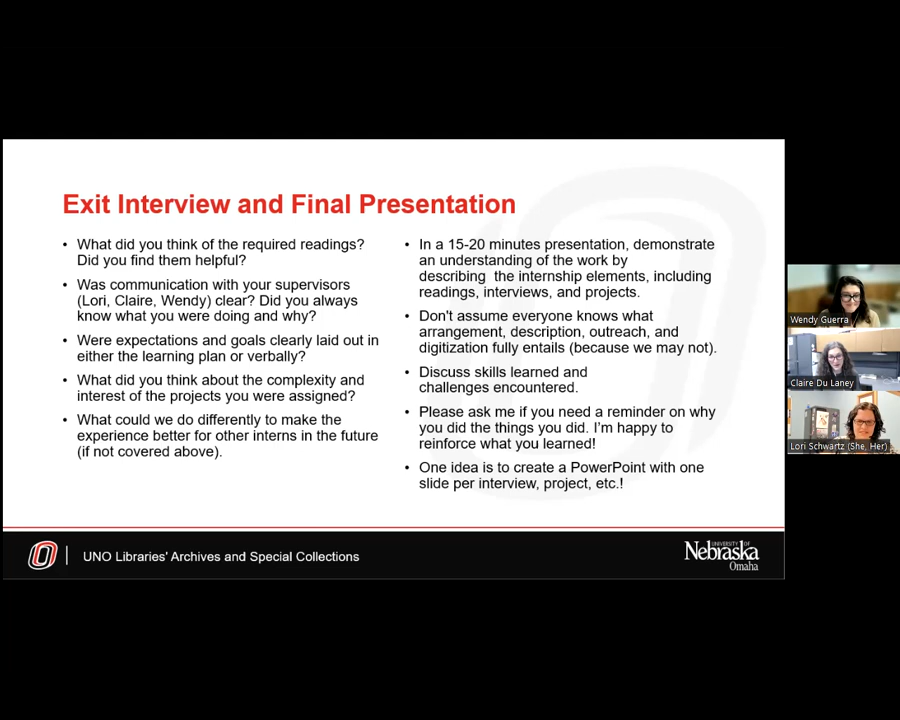 Exit Interview and Final Presentation
• What did you think of the required readings?
Did you find them helpful?
• Was communication with your supervisors
(Lori, Claire, Wendy) clear? Did you always
know what you were doing and why?
• Were expectations and goals clearly laid out in
either the learning plan or verbally?
• What did you think about the complexity and
interest of the projects you were assigned?
• What could we do differently to make the
experience better for other interns in the future
(if not covered above).
• In a 15-20 minutes presentation, demonstrate
an understanding of the work by
describing the internship elements, including
readings, interviews, and projects.
• Don't assume everyone knows what
arrangement, description, outreach, and
digitization fully entails (because we may not).
• Discuss skills learned and
challenges encountered.
• Please ask me if you need a reminder on why
you did the things you did. I'm happy to
reinforce what you learned!
• One idea is to create a PowerPoint with one
slide per interview, project, etc.!
UNO Libraries' Archives and Special Collections
UNIVERSITY OF
Nebraska
Omaha
Wendy Guerra
Claire Du Laney
Lori Schwartz (She, Her)